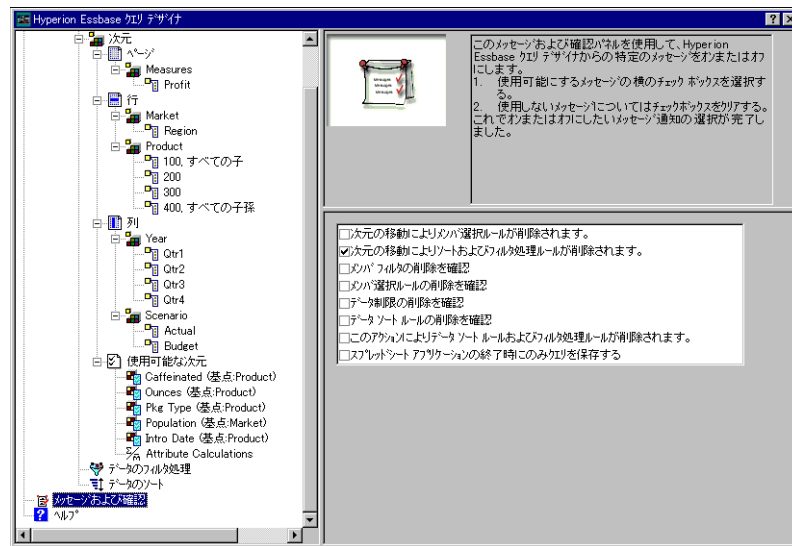 Hyperion Essbase クエリ デザイナ
次元
ページ
Measures
Profit
行
Market
Region
Product
100, すべての子
200
300
400, すべての子孫
列
Year
Qtr1
Qtr2
Qtr3
Qtr4
Scenario
Actual
Budget
使用可能な次元
Caffeinated (基点:Product)
Ounces (基点:Product)
Pkg Type (基点:Product)
Population (基点:Market)
Intro Date (基点:Product)
Attribute Calculations
データのフィルタ処理
データのソート
メッセージおよび確認
ヘルプ
Messages
Messages
Messages
このメッセージおよび確認パネルを使用して、Hyperion
Essbase クエリ デザイナからの特定のメッセージをオンまたはオフ
にします。
1. 使用可能にするメッセージの横のチェック ボックスを選択す
る。
2. 使用しないメッセージについてはチェックボックスをクリアする。
これでオンまたはオフにしたいメッセージ通知の選択が完了し
ました。
次元の移動によりメンバ選択ルールが削除されます。
次元の移動によりソートおよびフィルタ処理ルールが削除されます。
メンバ フィルタの削除を確認
メンバ選択ルールの削除を確認
データ制限の削除を確認
データ ソート ルールの削除を確認
このアクションによりデータ ソート ルールおよびフィルタ処理ルールが削除されます。
スプレッドシート アプリケーションの終了時にのみクエリを保存する